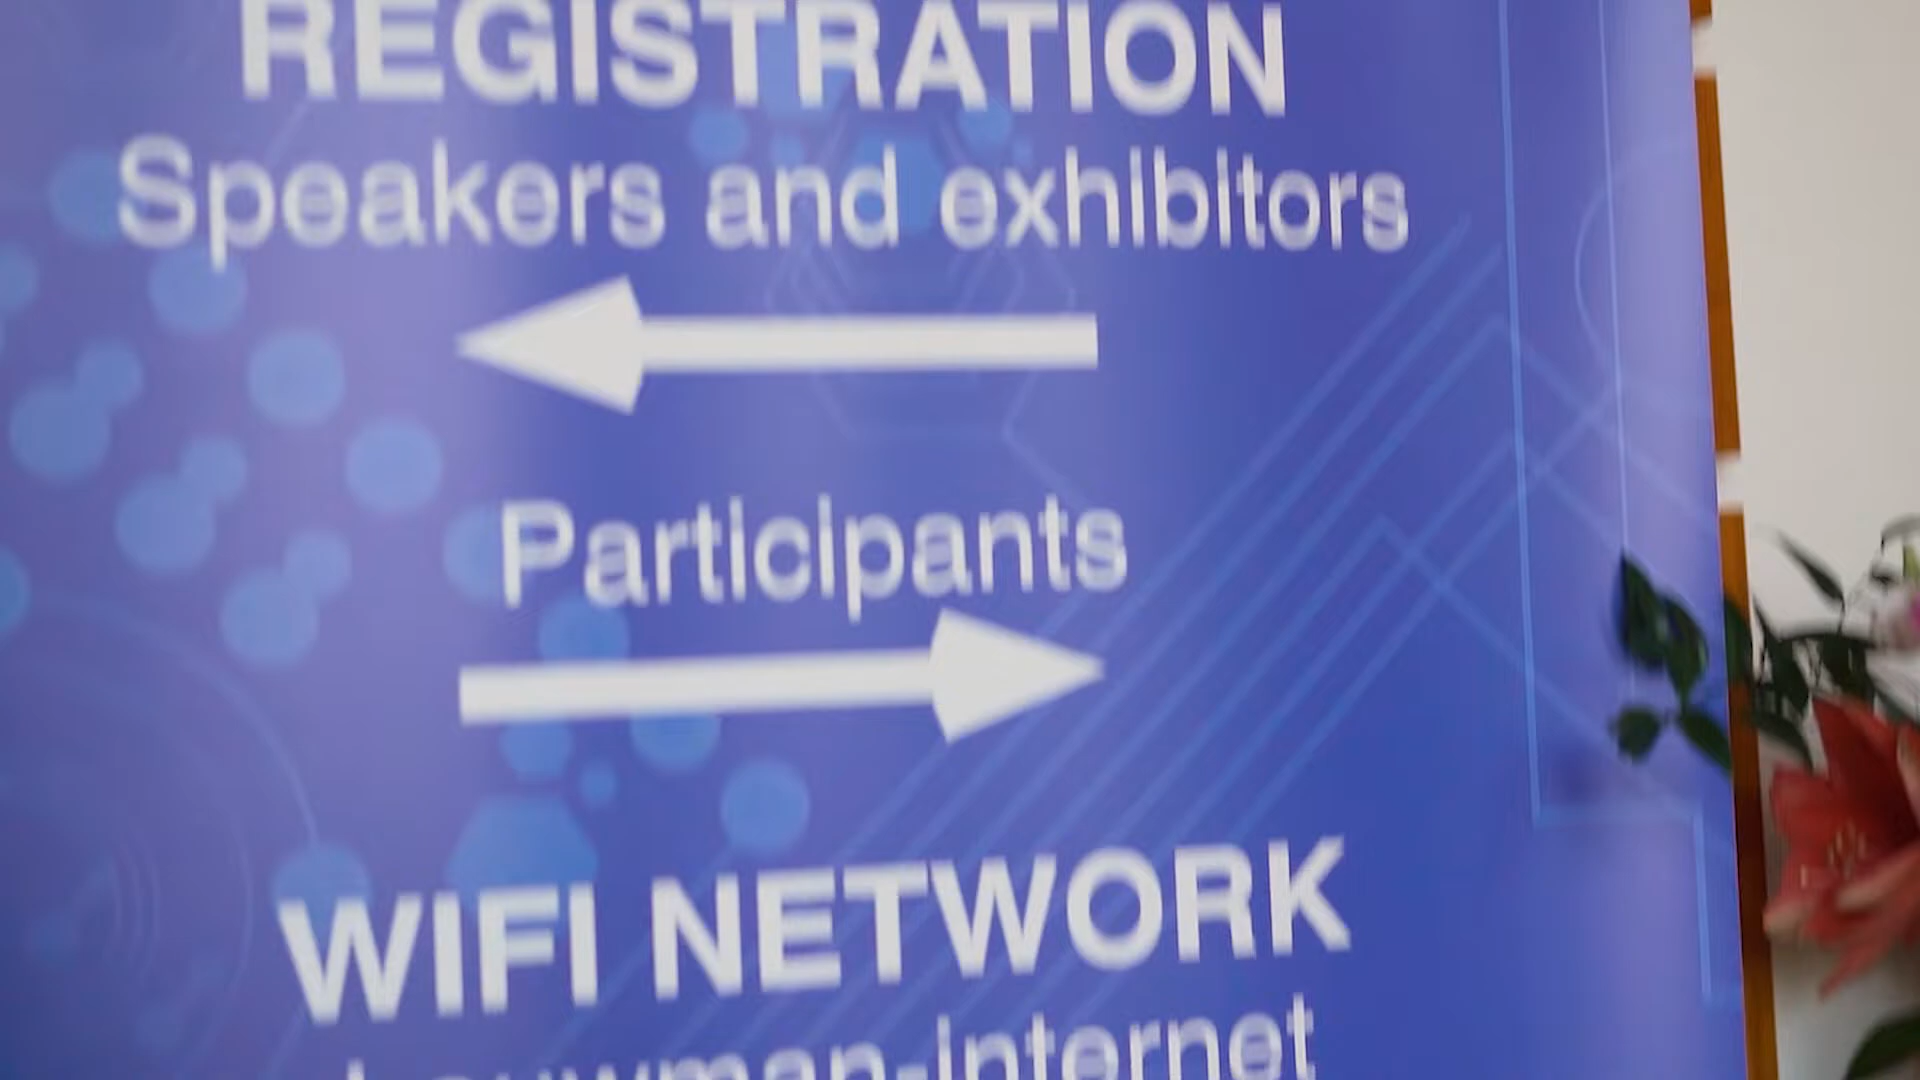 REGISTRATION
Speakers and exhibitors
Participants
WIFI NETWORK